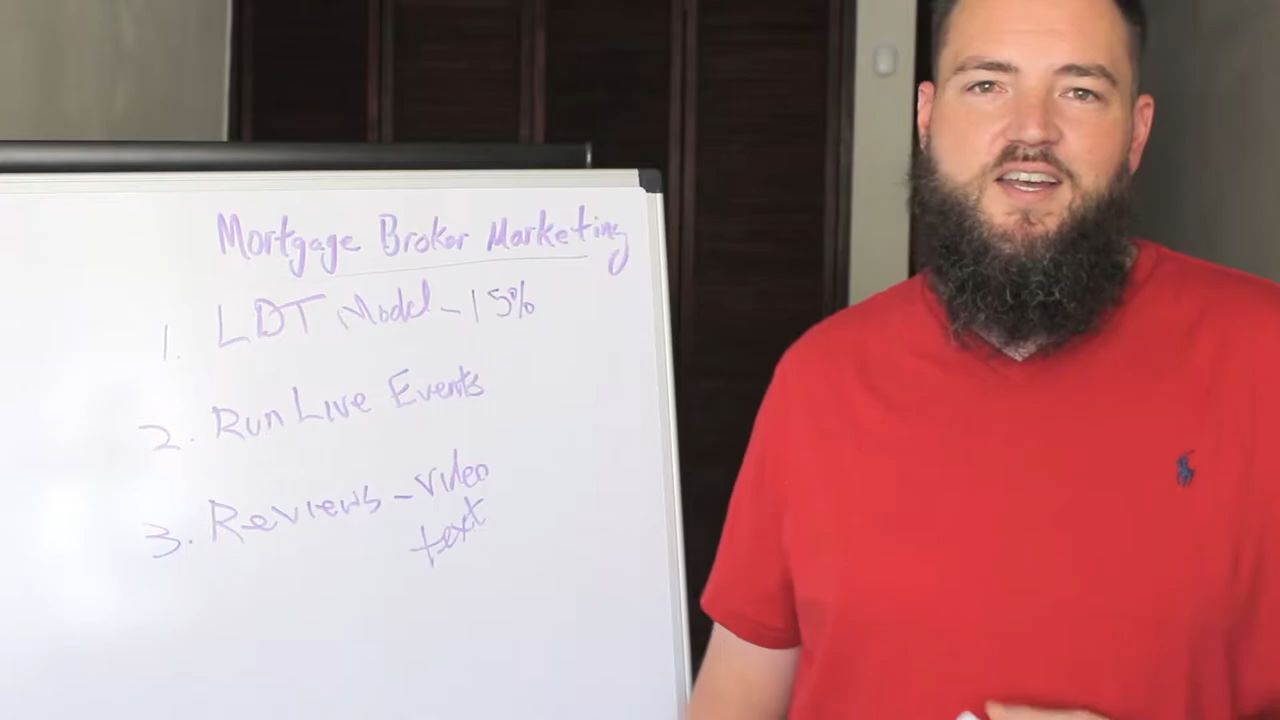 Mortgage Broker Marketing
1. LDT Model - 15%
2. Run Live Events
3. Reviews - Video
text